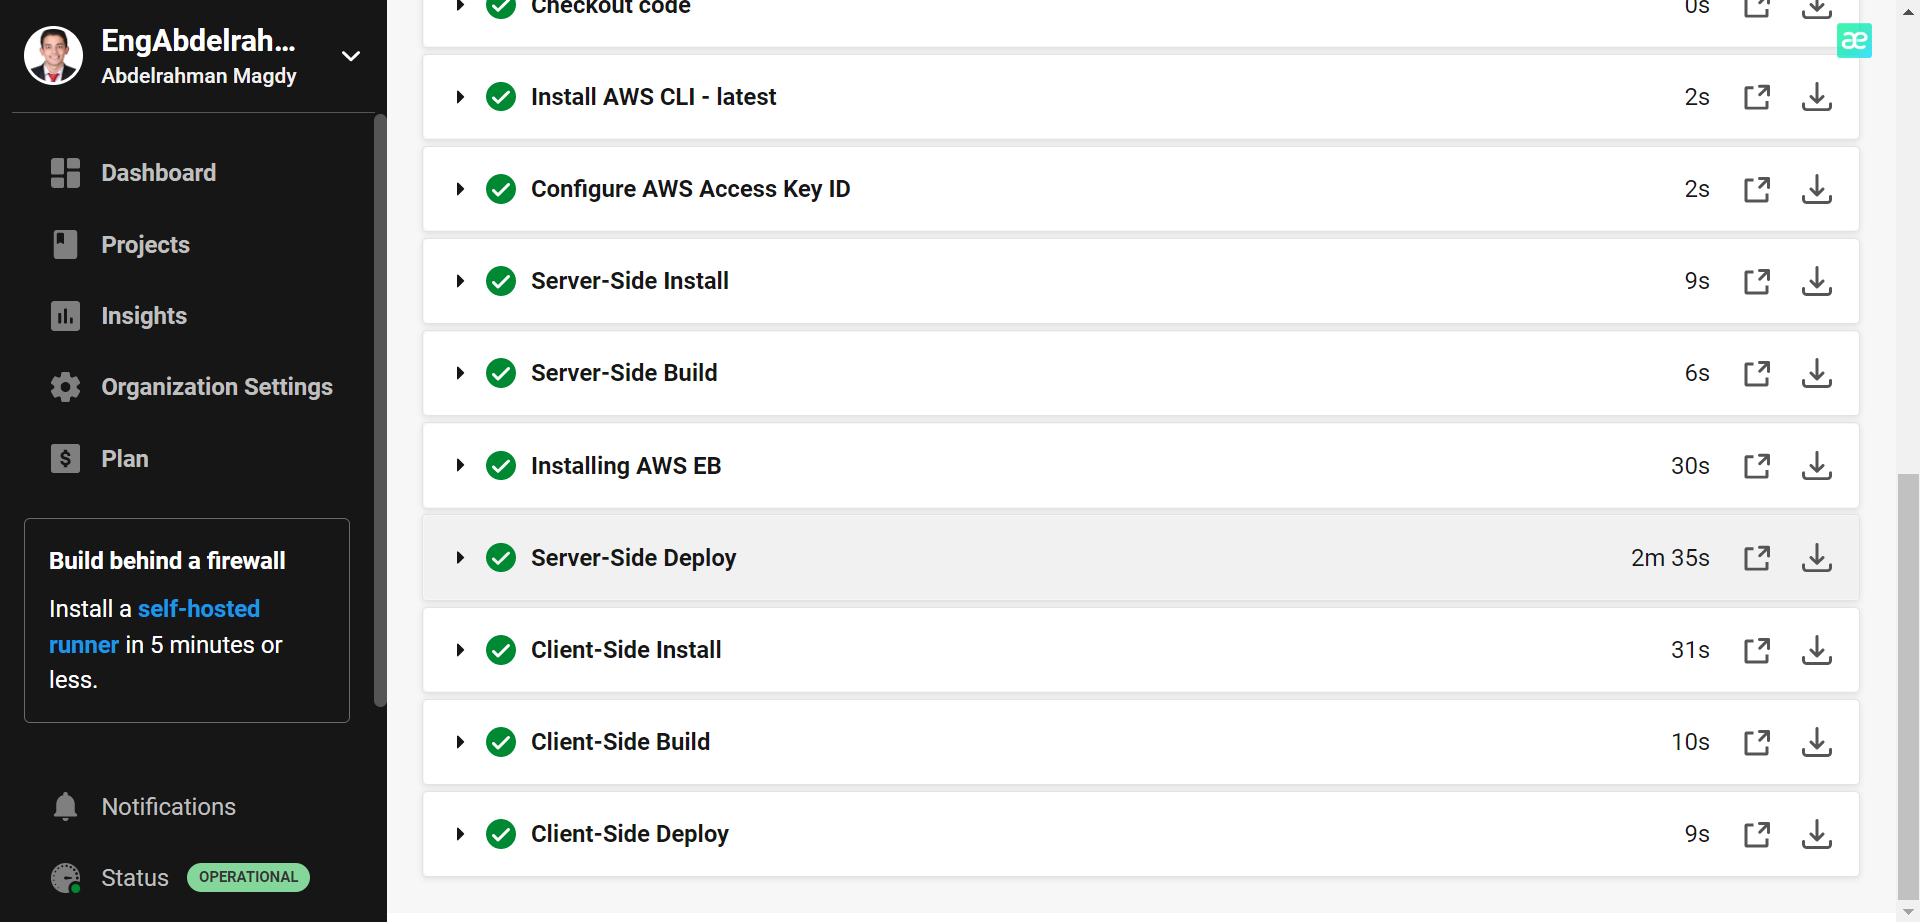 EngAbdelrah...
Abdelrahman Magdy
Dashboard
Projects
Insights
Organization Settings
Plan
Build behind a firewall
Install a self-hosted
runner in 5 minutes or
less.
Notifications
Status OPERATIONAL
Checkout code 0s
æ
Install AWS CLI - latest 2s
Configure AWS Access Key ID 2s
Server-Side Install 9s
Server-Side Build 6s
Installing AWS EB 30s
Server-Side Deploy 2m 35s
Client-Side Install 31s
Client-Side Build 10s
Client-Side Deploy 9s